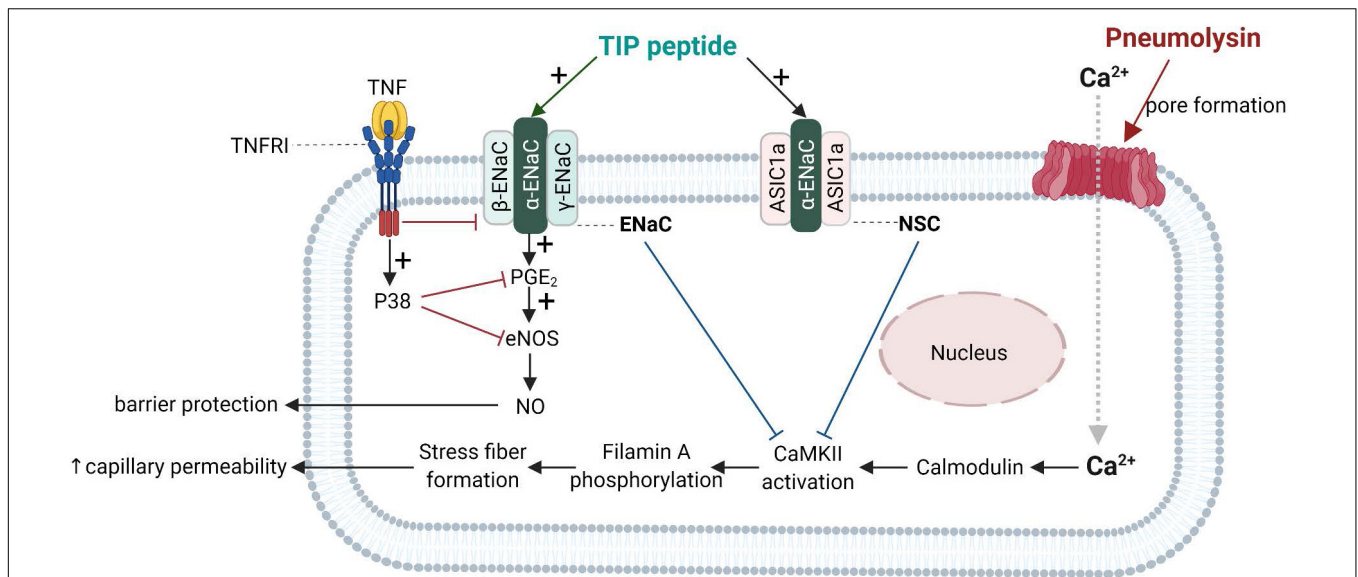 TIP peptide
Pneumolysin
+
+
Ca²⁺
TNF
pore formation
TNFRI
β-ENaC
α-ENaC
γ-ENaC
ASIC1a
α-ENaC
ASIC1a
ENaC
NSC
+
+
PGE₂
P38
+
eNOS
Nucleus
barrier protection
NO
↑ capillary permeability
Stress fiber
formation
Filamin A
phosphorylation
CaMKII
activation
Calmodulin
Ca²⁺